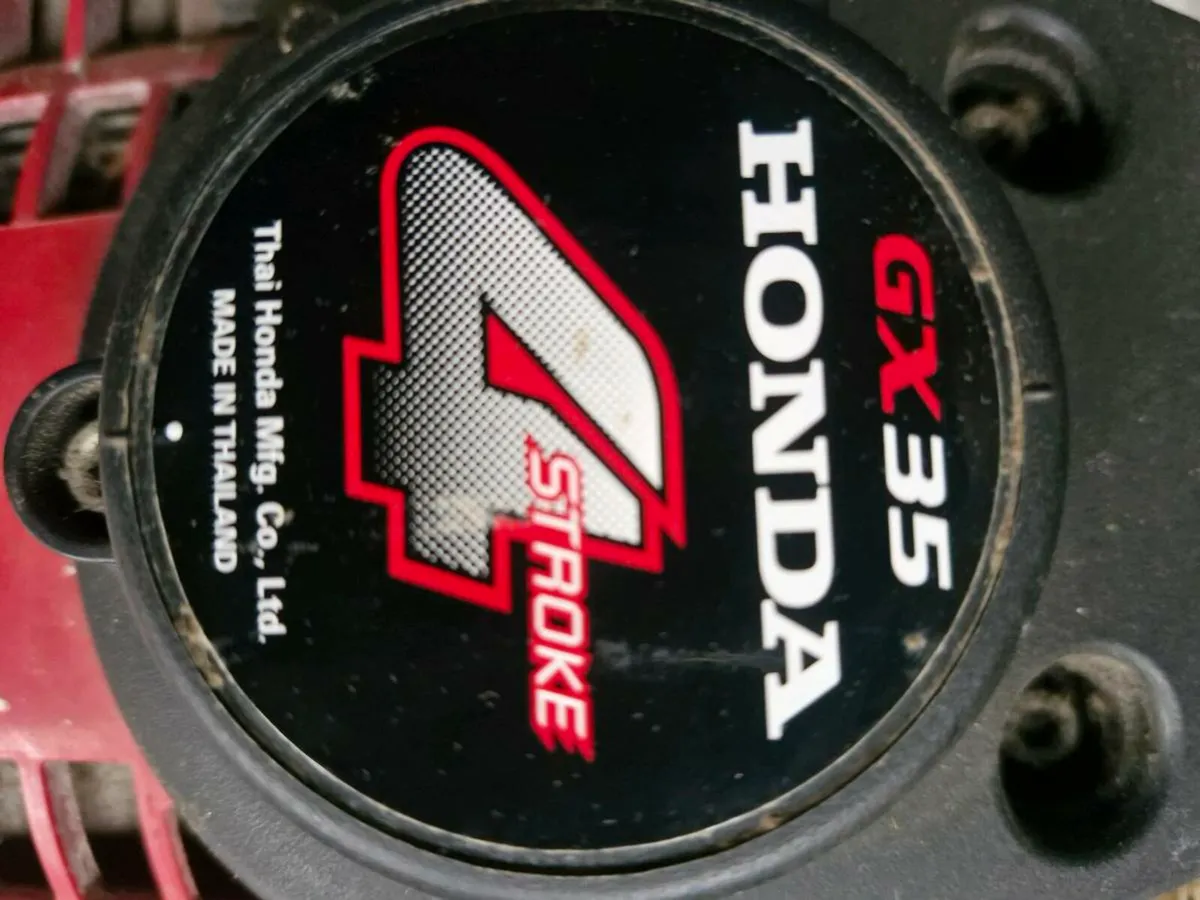 GX35
HONDA
4
STROKE
Thai Honda Mfg. Co., Ltd.
MADE IN THAILAND